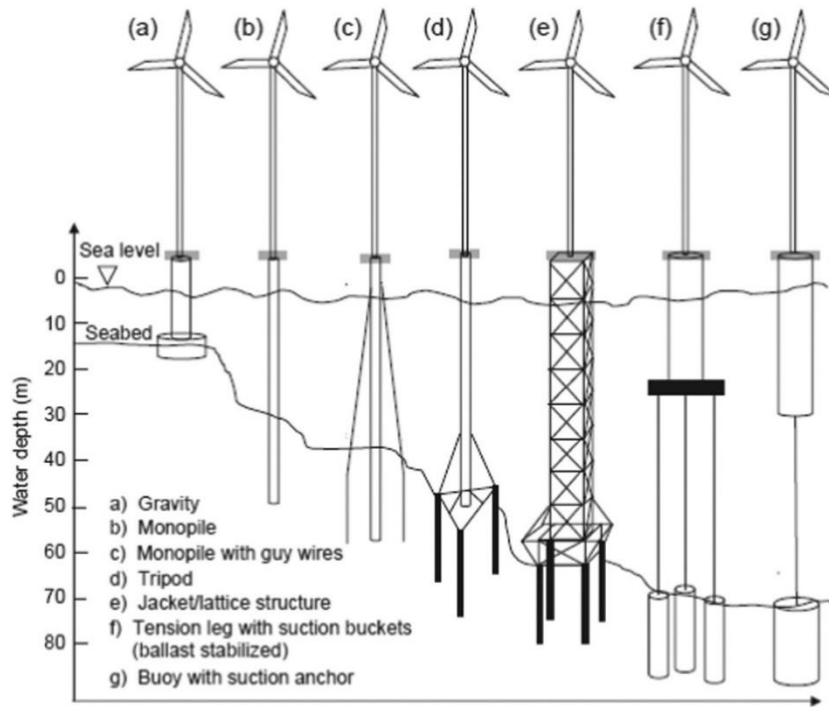 (a) (b) (c) (d) (e) (f) (g)
Sea level
0
10
Seabed
20
30
40
50
60
70
80
Water depth (m)
a) Gravity
b) Monopile
c) Monopile with guy wires
d) Tripod
e) Jacket/lattice structure
f) Tension leg with suction buckets
(ballast stabilized)
g) Buoy with suction anchor